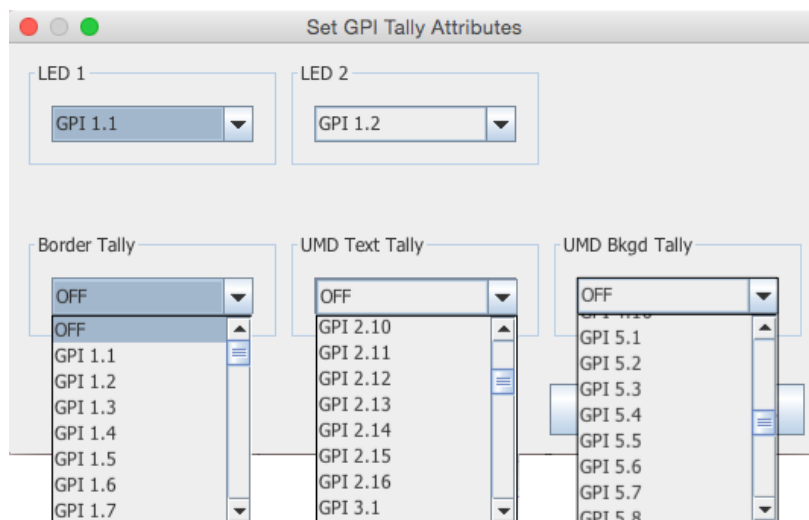 Set GPI Tally Attributes
LED 1
LED 2
GPI 1.1
GPI 1.2
Border Tally
UMD Text Tally
UMD Bkgd Tally
OFF
OFF
OFF
OFF
GPI 1.1
GPI 1.2
GPI 1.3
GPI 1.4
GPI 1.5
GPI 1.6
GPI 1.7
GPI 2.10
GPI 2.11
GPI 2.12
GPI 2.13
GPI 2.14
GPI 2.15
GPI 2.16
GPI 3.1
GPI 5.1
GPI 5.2
GPI 5.3
GPI 5.4
GPI 5.5
GPI 5.6
GPI 5.7
GPI 5.8